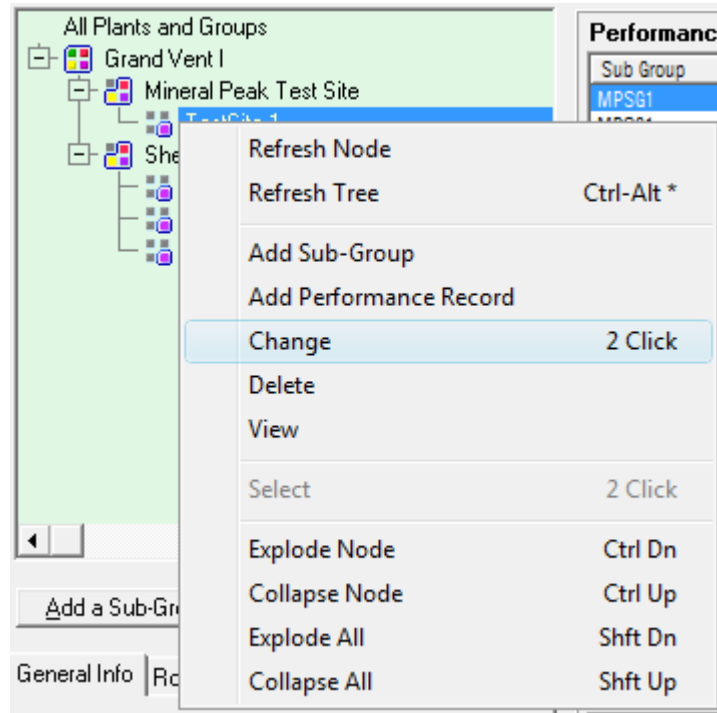 All Plants and Groups
Grand Vent I
Mineral Peak Test Site
She
Performanc
Sub Group
MPSG1
Refresh Node
Refresh Tree Ctrl-Alt *
Add Sub-Group
Add Performance Record
Change 2 Click
Delete
View
Select 2 Click
Explode Node Ctrl Dn
Collapse Node Ctrl Up
Explode All Shft Dn
Collapse All Shft Up
Add a Sub-Gr
General Info Ro